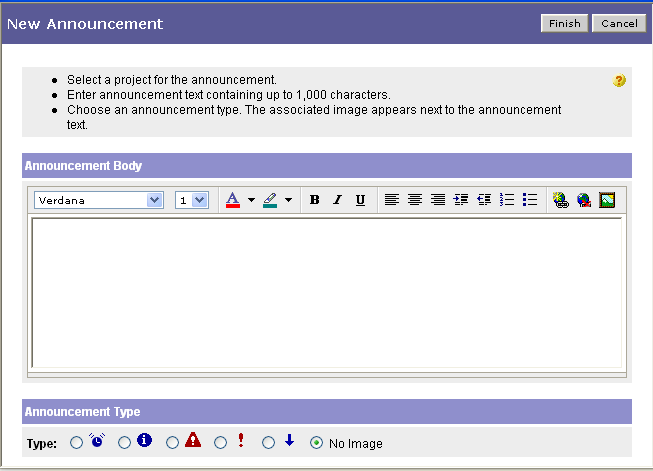 New Announcement
Finish
Cancel
Select a project for the announcement.
Enter announcement text containing up to 1,000 characters.
Choose an announcement type. The associated image appears next to the announcement
text.
?
Announcement Body
Verdana
1
A
B
I
U
Announcement Type
Type:
No Image